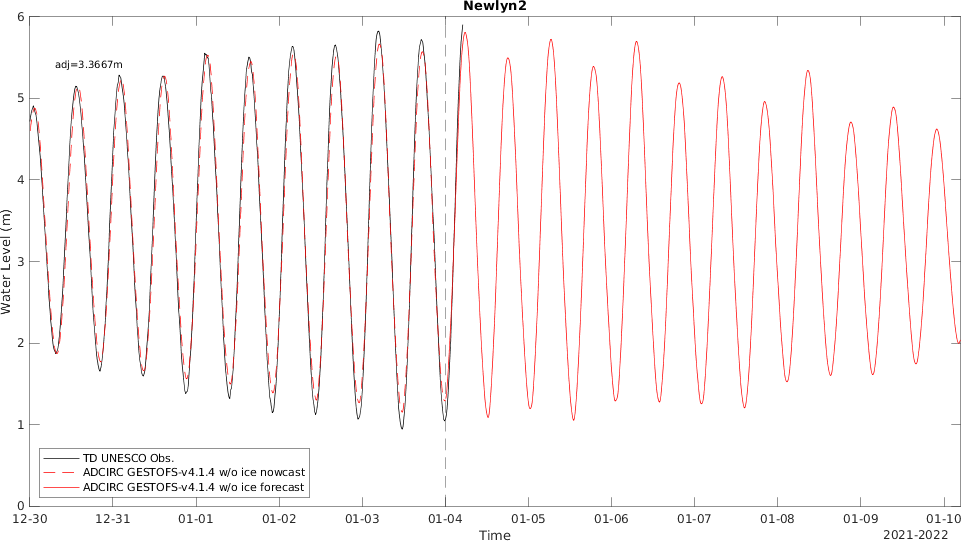 Newlyn2
6
adj=3.3667m
5
4
3
2
1
0
Water Level (m)
TD UNESCO Obs.
ADCIRC GESTOFS-v4.1.4 w/o ice nowcast
ADCIRC GESTOFS-v4.1.4 w/o ice forecast
12-30 12-31 01-01 01-02 01-03 01-04 01-05 01-06 01-07 01-08 01-09 01-10
Time
2021-2022